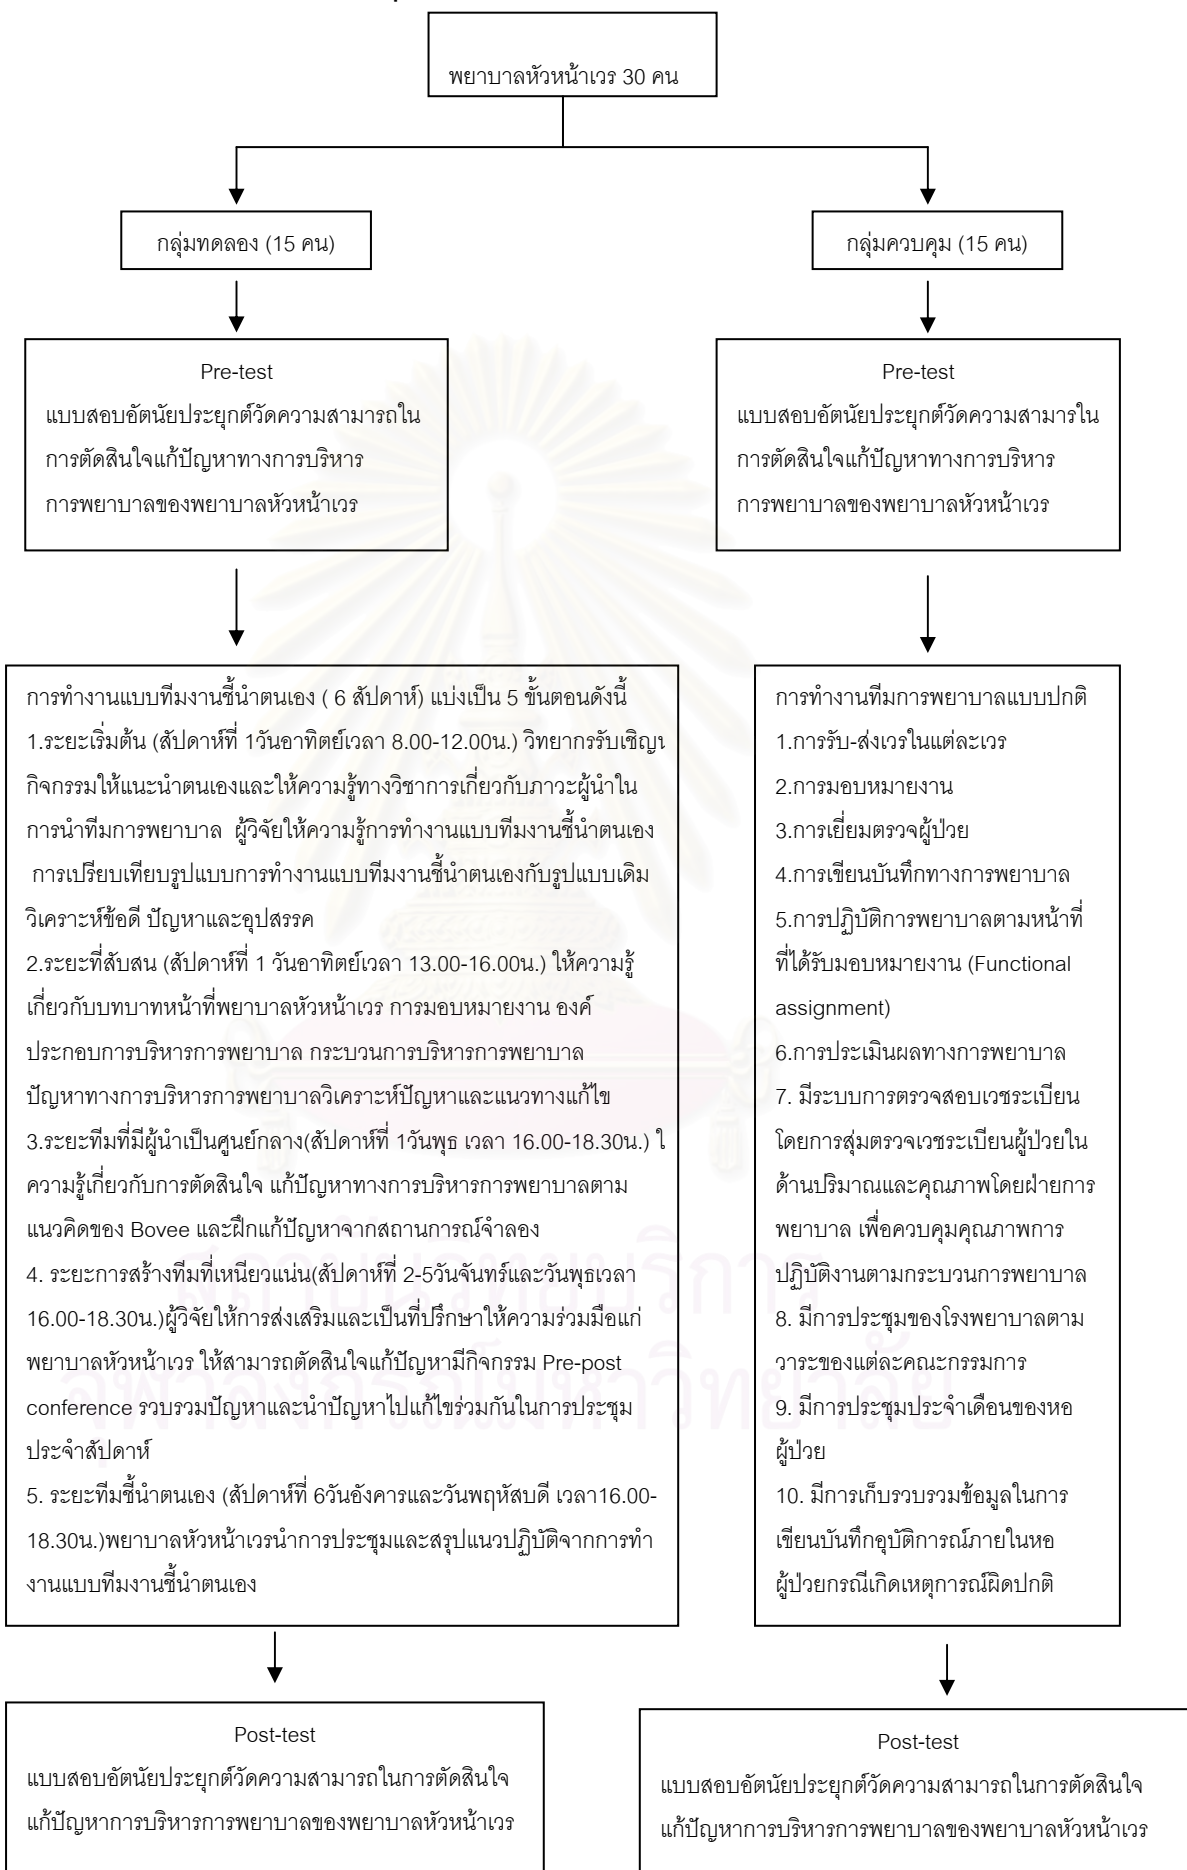 พยาบาลหัวหน้าเวร 30 คน
กลุ่มทดลอง (15 คน)
กลุ่มควบคุม (15 คน)
Pre-test
แบบสอบอัตนัยประยุกต์วัดความสามารถใน
การตัดสินใจแก้ปัญหาทางการบริหาร
การพยาบาลของพยาบาลหัวหน้าเวร
Pre-test
แบบสอบอัตนัยประยุกต์วัดความสามารใน
การตัดสินใจแก้ปัญหาทางการบริหาร
การพยาบาลของพยาบาลหัวหน้าเวร
การทำงานแบบทีมงานชี้นำตนเอง ( 6 สัปดาห์) แบ่งเป็น 5 ขั้นตอนดังนี้
1.ระยะเริ่มต้น (สัปดาห์ที่ 1วันอาทิตย์เวลา 8.00-12.00น.) วิทยากรรับเชิญน
กิจกรรมให้แนะนำตนเองและให้ความรู้ทางวิชาการเกี่ยวกับภาวะผู้นำใน
การนำทีมการพยาบาล ผู้วิจัยให้ความรู้การทำงานแบบทีมงานชี้นำตนเอง
การเปรียบเทียบรูปแบบการทำงานแบบทีมงานชี้นำตนเองกับรูปแบบเดิม
วิเคราะห์ข้อดี ปัญหาและอุปสรรค
2.ระยะที่สับสน (สัปดาห์ที่ 1 วันอาทิตย์เวลา 13.00-16.00น.) ให้ความรู้
เกี่ยวกับบทบาทหน้าที่พยาบาลหัวหน้าเวร การมอบหมายงาน องค์
ประกอบการบริหารการพยาบาล กระบวนการบริหารการพยาบาล
ปัญหาทางการบริหารการพยาบาลวิเคราะห์ปัญหาและแนวทางแก้ไข
3.ระยะทีมที่มีผู้นำเป็นศูนย์กลาง(สัปดาห์ที่ 1วันพุธ เวลา 16.00-18.30น.) ใ
ความรู้เกี่ยวกับการตัดสินใจ แก้ปัญหาทางการบริหารการพยาบาลตาม
แนวคิดของ Bovee และฝึกแก้ปัญหาจากสถานการณ์จำลอง
4. ระยะการสร้างทีมที่เหนียวแน่น(สัปดาห์ที่ 2-5วันจันทร์และวันพุธเวลา
16.00-18.30น.)ผู้วิจัยให้การส่งเสริมและเป็นที่ปรึกษาให้ความร่วมมือแก่
พยาบาลหัวหน้าเวร ให้สามารถตัดสินใจแก้ปัญหามีกิจกรรม Pre-post
conference รวบรวมปัญหาและนำปัญหาไปแก้ไขร่วมกันในการประชุม
ประจำสัปดาห์
5. ระยะทีมชี้นำตนเอง (สัปดาห์ที่ 6วันอังคารและวันพฤหัสบดี เวลา16.00-
18.30น.)พยาบาลหัวหน้าเวรนำการประชุมและสรุปแนวปฏิบัติจากการทำ
งานแบบทีมงานชี้นำตนเอง
การทำงานทีมการพยาบาลแบบปกติ
1.การรับ-ส่งเวรในแต่ละเวร
2.การมอบหมายงาน
3.การเยี่ยมตรวจผู้ป่วย
4.การเขียนบันทึกทางการพยาบาล
5.การปฏิบัติการพยาบาลตามหน้าที่
ที่ได้รับมอบหมายงาน (Functional
assignment)
6.การประเมินผลทางการพยาบาล
7. มีระบบการตรวจสอบเวชระเบียน
โดยการสุ่มตรวจเวชระเบียนผู้ป่วยใน
ด้านปริมาณและคุณภาพโดยฝ่ายการ
พยาบาล เพื่อควบคุมคุณภาพการ
ปฏิบัติงานตามกระบวนการพยาบาล
8. มีการประชุมของโรงพยาบาลตาม
วาระของแต่ละคณะกรรมการ
9. มีการประชุมประจำเดือนของหอ
ผู้ป่วย
10. มีการเก็บรวบรวมข้อมูลในการ
เขียนบันทึกอุบัติการณ์ภายในหอ
ผู้ป่วยกรณีเกิดเหตุการณ์ผิดปกติ
สถาบันวิทยบริการ
จุฬาลงกรณ์มหาวิทยาลัย
Post-test
แบบสอบอัตนัยประยุกต์วัดความสามารถในการตัดสินใจ
แก้ปัญหาการบริหารการพยาบาลของพยาบาลหัวหน้าเวร
Post-test
แบบสอบอัตนัยประยุกต์วัดความสามารถในการตัดสินใจ
แก้ปัญหาการบริหารการพยาบาลของพยาบาลหัวหน้าเวร